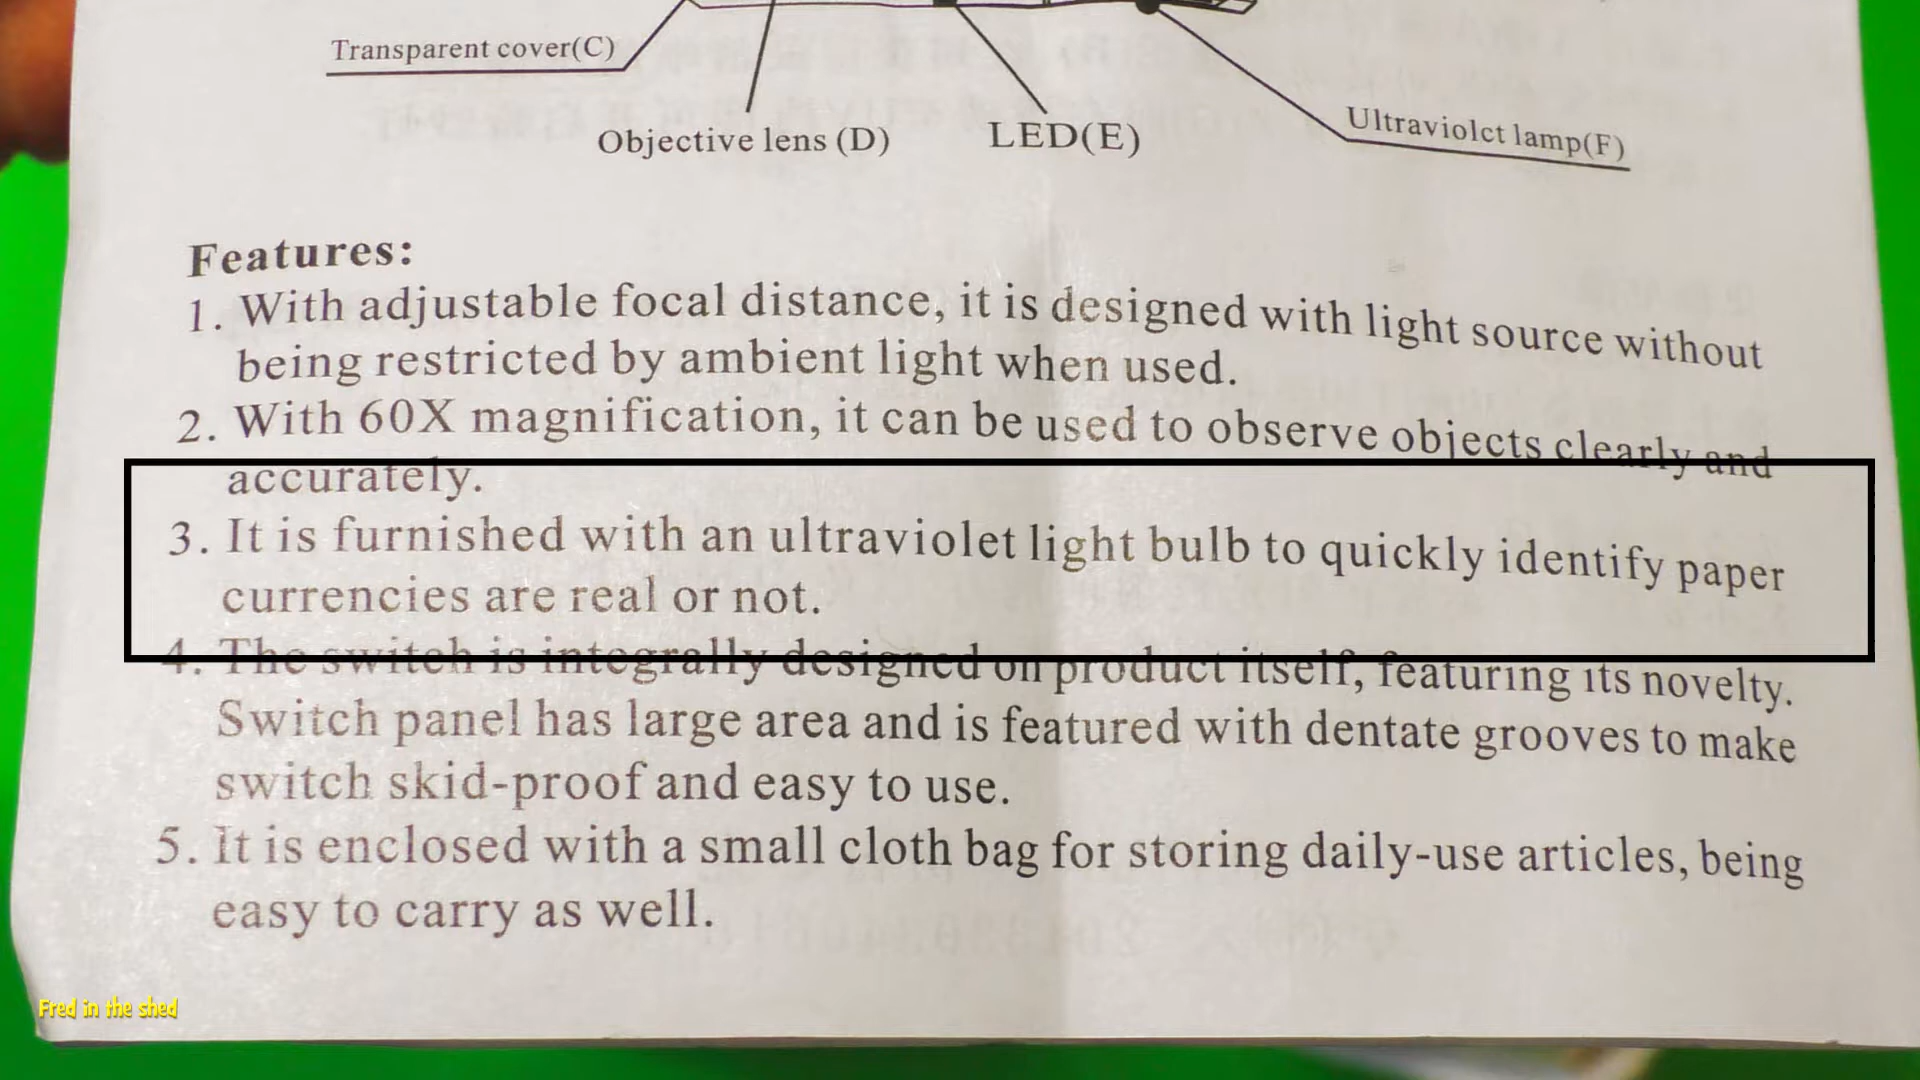 Transparent cover(C)
Objective lens (D)
LED(E)
Ultraviolct lamp(F)
Features:
1. With adjustable focal distance, it is designed with light source without
being restricted by ambient light when used.
2. With 60X magnification, it can be used to observe objects clearly and
accurately.
3. It is furnished with an ultraviolet light bulb to quickly identify paper
currencies are real or not.
4. The switch is integrally designed on product itself, featuring its novelty.
Switch panel has large area and is featured with dentate grooves to make
switch skid-proof and easy to use.
5. It is enclosed with a small cloth bag for storing daily-use articles, being
easy to carry as well.
Fred in the shed